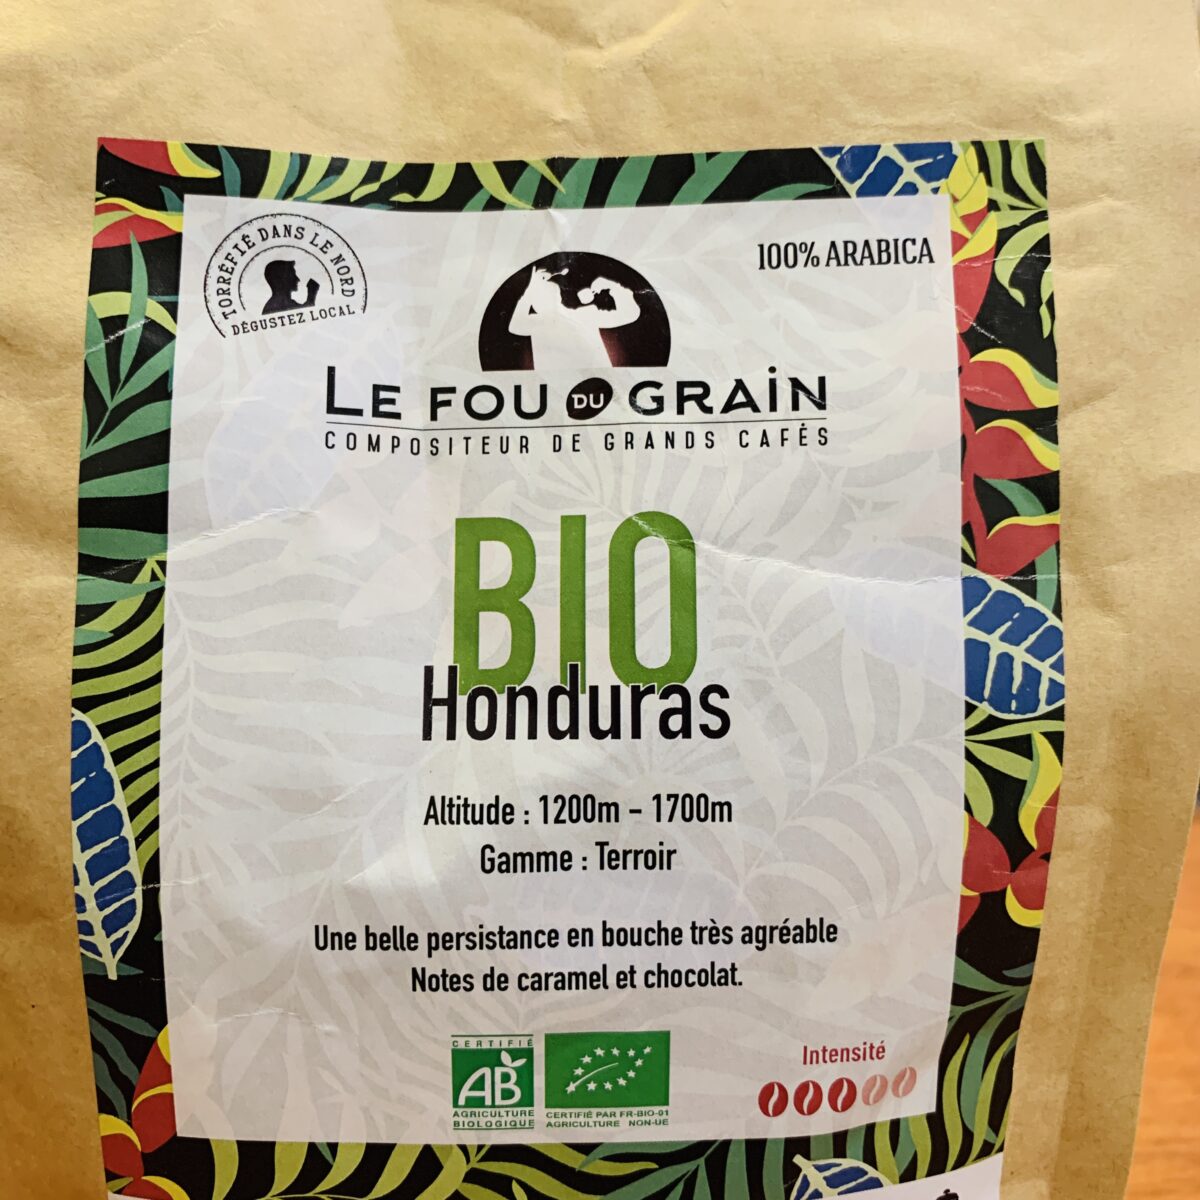 TORRÉFIÉ DANS LE NORD
DÉGUSTEZ LOCAL
100% ARABICA
LE FOU DU GRAIN
COMPOSITEUR DE GRANDS CAFÉS
BIO
Honduras
Altitude : 1200m – 1700m
Gamme : Terroir
Une belle persistance en bouche très agréable
Notes de caramel et chocolat.
CERTIFIÉ
AB
AGRICULTURE
BIOLOGIQUE
CERTIFIÉ PAR FR-BIO-01
AGRICULTURE NON-UE
Intensité